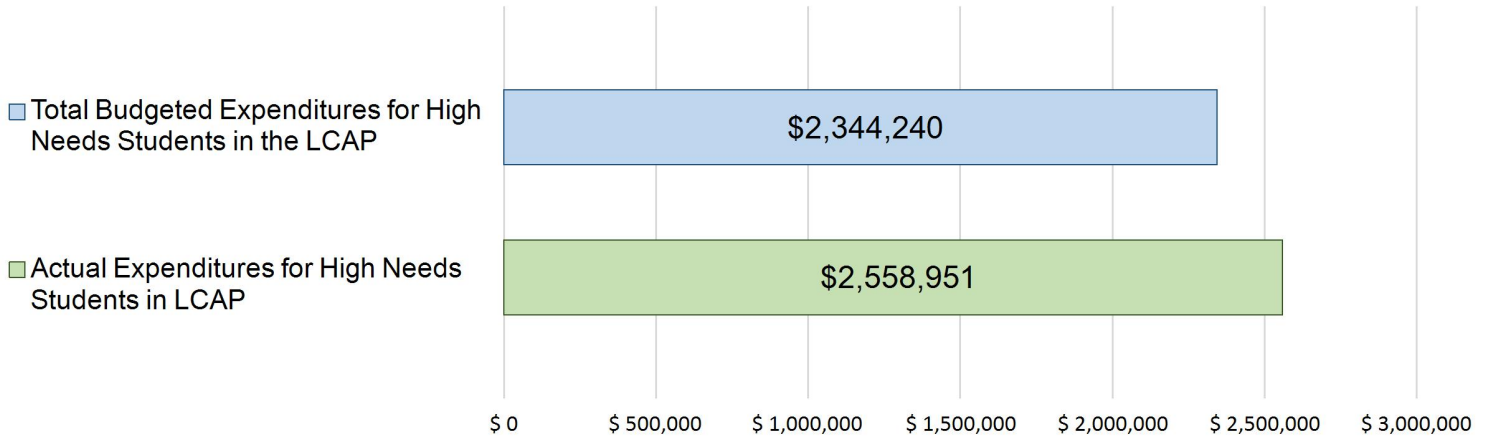 Total Budgeted Expenditures for High
Needs Students in the LCAP
$2,344,240
Actual Expenditures for High Needs
Students in LCAP
$2,558,951
$ 0 $ 500,000 $ 1,000,000 $ 1,500,000 $ 2,000,000 $ 2,500,000 $ 3,000,000